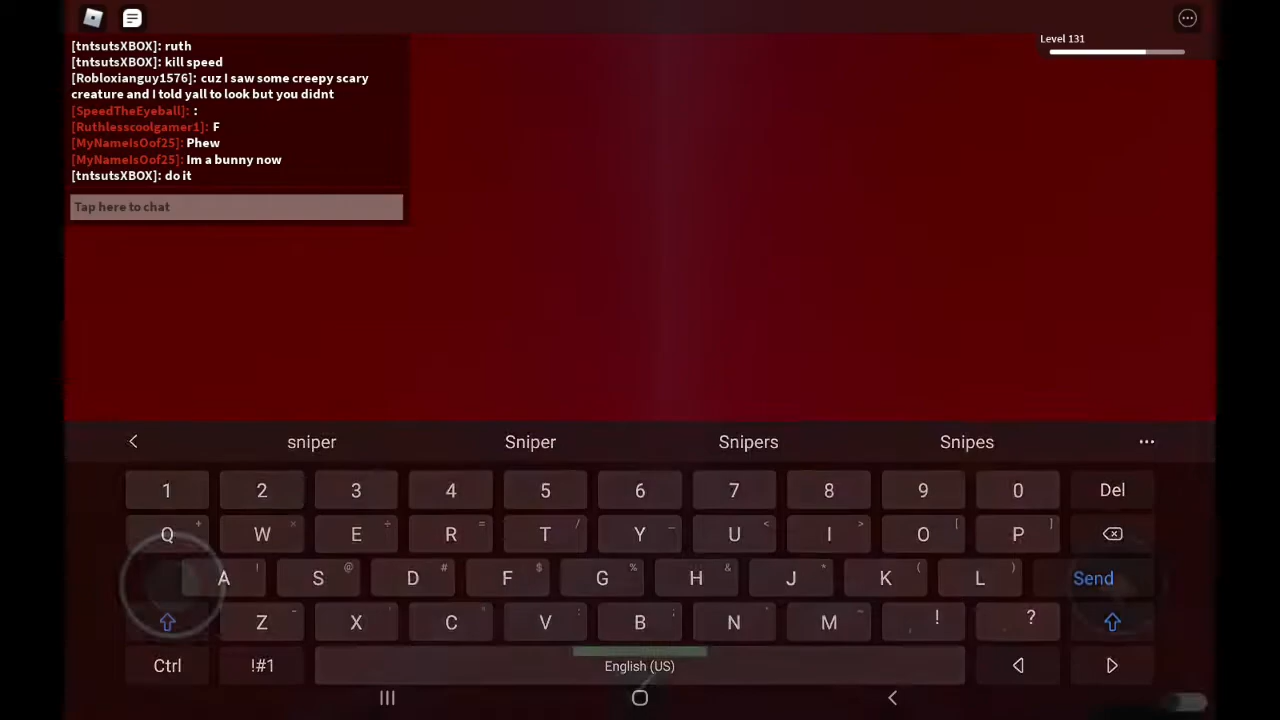 Level 131
[tntsutsXBOX]: ruth
[tntsutsXBOX]: kill speed
[Robloxianguy1576]: cuz I saw some creepy scary
creature and I told yall to look but you didnt
[SpeedTheEyeball]: :
[Ruthlesscoolgamer1]: F
[MyNameIsOof25]: Phew
[MyNameIsOof25]: Im a bunny now
[tntsutsXBOX]: do it
Tap here to chat
sniper Sniper Snipers Snipes
1 2 3 4 5 6 7 8 9 0 Del
Q + W × E ÷ R = T / Y _ U < I > O [ P ]
A ! S @ D # F $ G % H & J * K ( L ) Send
Z - X ' C " V : B ; N ' M ~ , ! . ?
Ctrl !#1 English (US)